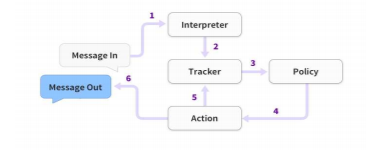 1
Interpreter
2
Message In
Tracker
3
Policy
6
Message Out
5
4
Action